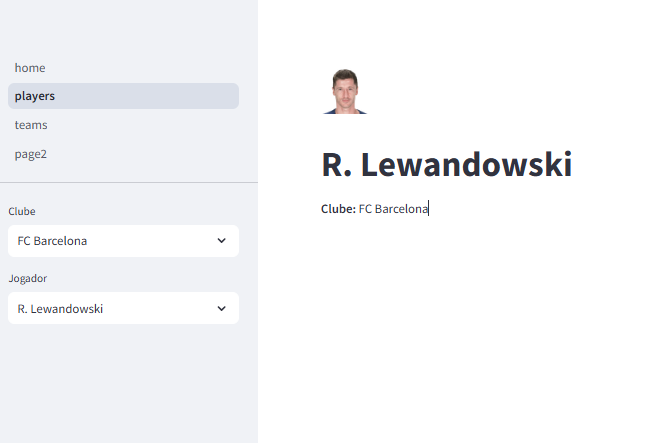 home
players
teams
page2
Clube
FC Barcelona
Jogador
R. Lewandowski
R. Lewandowski
Clube: FC Barcelona